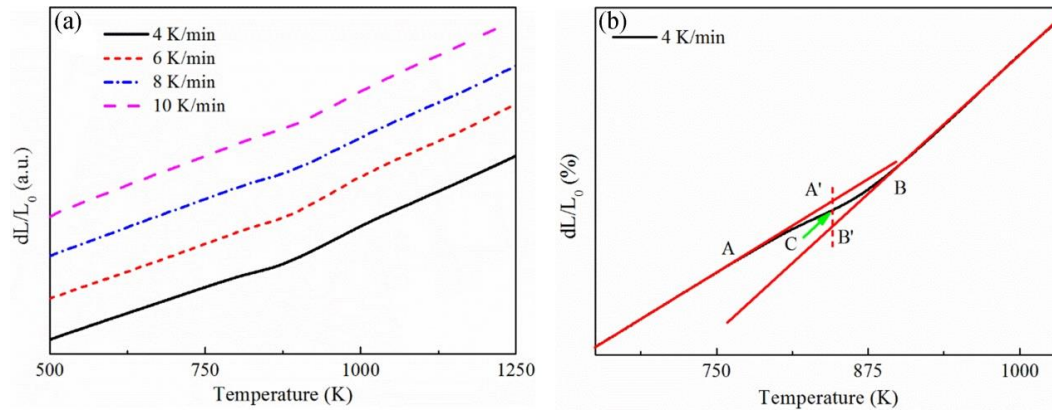 (a)
4 K/min
6 K/min
8 K/min
10 K/min
dL/L₀ (a.u.)
500 750 1000 1250
Temperature (K)
(b)
4 K/min
A'
B
A
C
B'
dL/L₀ (%)
750 875 1000
Temperature (K)